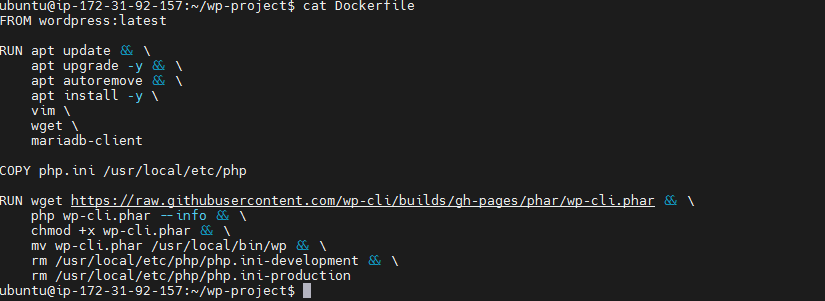 ubuntu@ip-172-31-92-157:~/wp-project$ cat Dockerfile
FROM wordpress:latest
RUN apt update && \
    apt upgrade -y && \
    apt autoremove && \
    apt install -y \
    vim \
    wget \
    mariadb-client
COPY php.ini /usr/local/etc/php
RUN wget https://raw.githubusercontent.com/wp-cli/builds/gh-pages/phar/wp-cli.phar && \
    php wp-cli.phar --info && \
    chmod +x wp-cli.phar && \
    mv wp-cli.phar /usr/local/bin/wp && \
    rm /usr/local/etc/php/php.ini-development && \
    rm /usr/local/etc/php/php.ini-production
ubuntu@ip-172-31-92-157:~/wp-project$